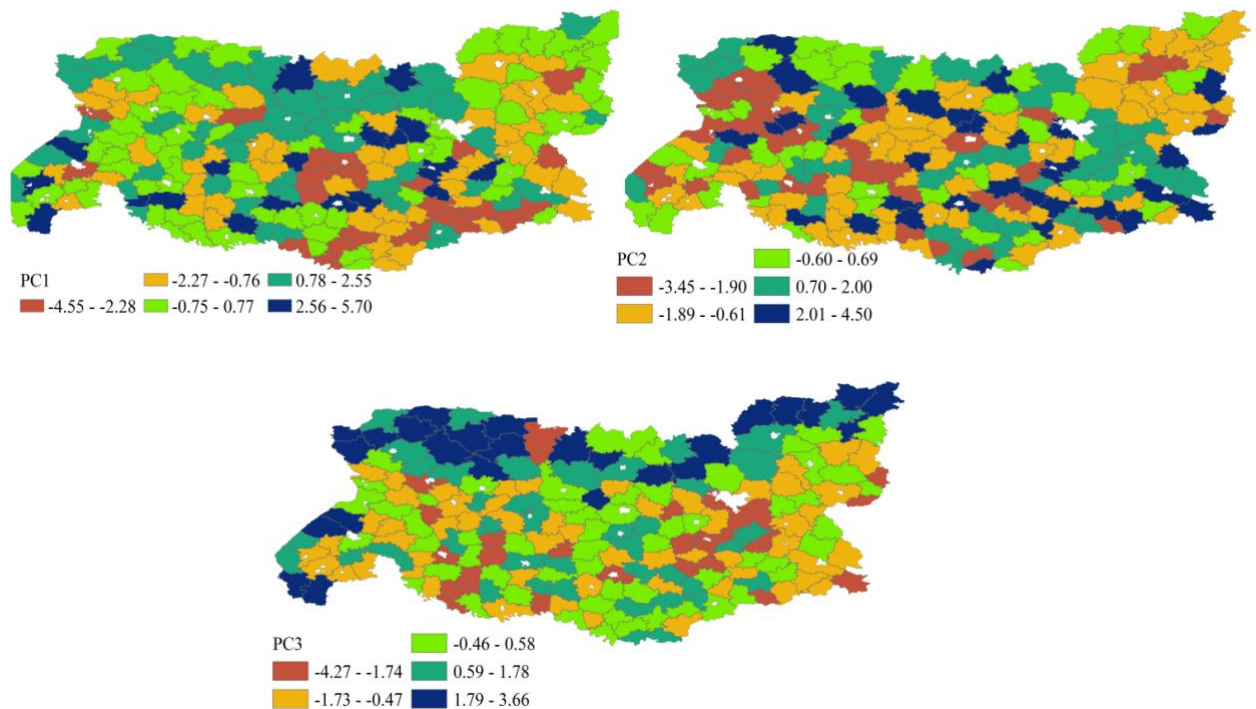 PC1
-4.55 - -2.28
-2.27 - -0.76
-0.75 - 0.77
0.78 - 2.55
2.56 - 5.70
PC2
-3.45 - -1.90
-1.89 - -0.61
-0.60 - 0.69
0.70 - 2.00
2.01 - 4.50
PC3
-4.27 - -1.74
-1.73 - -0.47
-0.46 - 0.58
0.59 - 1.78
1.79 - 3.66